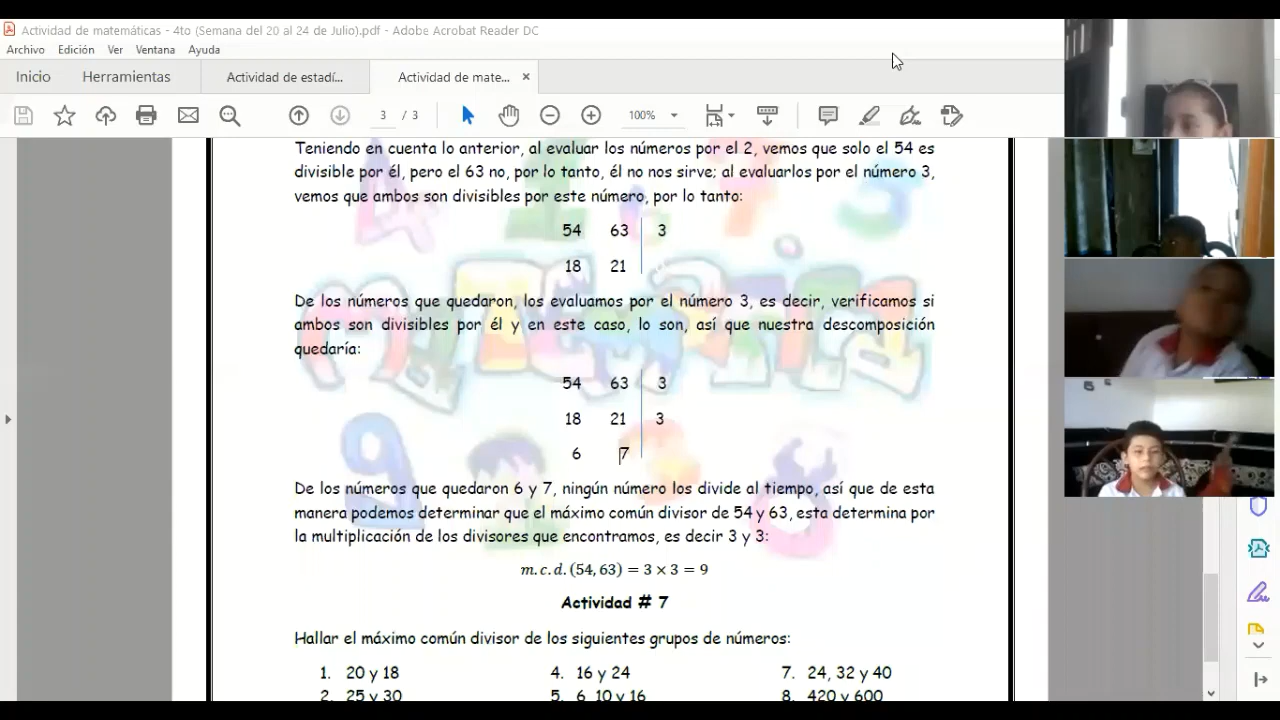 Actividad de matemáticas - 4to (Semana del 20 al 24 de Julio).pdf - Adobe Acrobat Reader DC
Archivo Edición Ver Ventana Ayuda
Inicio Herramientas Actividad de estadí... Actividad de mate... ×
3 / 3 100%
Teniendo en cuenta lo anterior, al evaluar los números por el 2, vemos que solo el 54 es
divisible por él, pero el 63 no, por lo tanto, él no nos sirve; al evaluarlos por el número 3,
vemos que ambos son divisibles por este número, por lo tanto:
54 63 3
18 21
De los números que quedaron, los evaluamos por el número 3, es decir, verificamos si
ambos son divisibles por él y en este caso, lo son, así que nuestra descomposición
quedaría:
54 63 3
18 21 3
6 7
De los números que quedaron 6 y 7, ningún número los divide al tiempo, así que de esta
manera podemos determinar que el máximo común divisor de 54 y 63, esta determina por
la multiplicación de los divisores que encontramos, es decir 3 y 3:
m.c.d.(54,63) = 3 × 3 = 9
Actividad # 7
Hallar el máximo común divisor de los siguientes grupos de números:
1. 20 y 18 4. 16 y 24 7. 24, 32 y 40
2. 25 y 30 5. 6, 10 y 16 8. 420 y 600